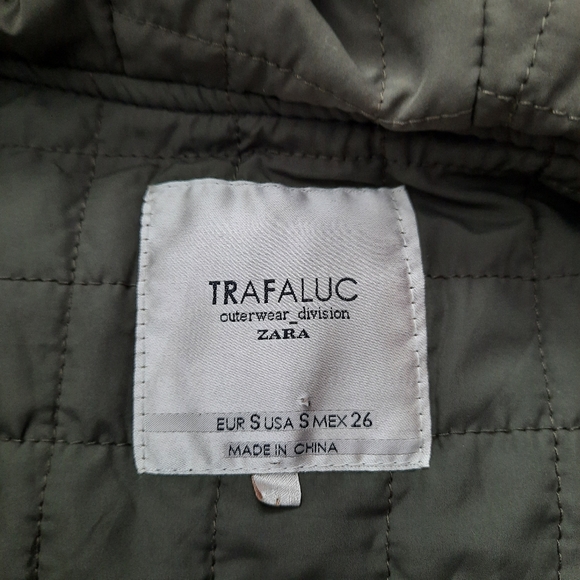 TRAFALUC
outerwear_division
ZARA
EUR S USA S MEX 26
MADE IN CHINA